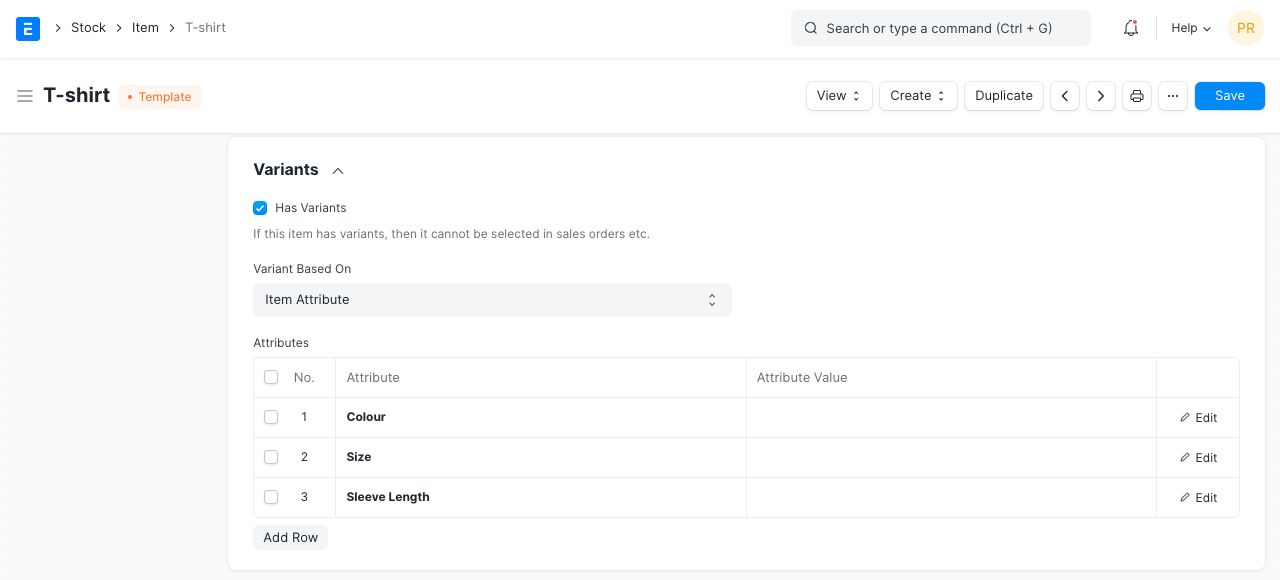 E > Stock > Item > T-shirt
Search or type a command (Ctrl + G)
Help
PR
T-shirt
• Template
View
Create
Duplicate
Save
Variants
Has Variants
If this item has variants, then it cannot be selected in sales orders etc.
Variant Based On
Item Attribute
Attributes
No. Attribute Attribute Value
1 Colour Edit
2 Size Edit
3 Sleeve Length Edit
Add Row